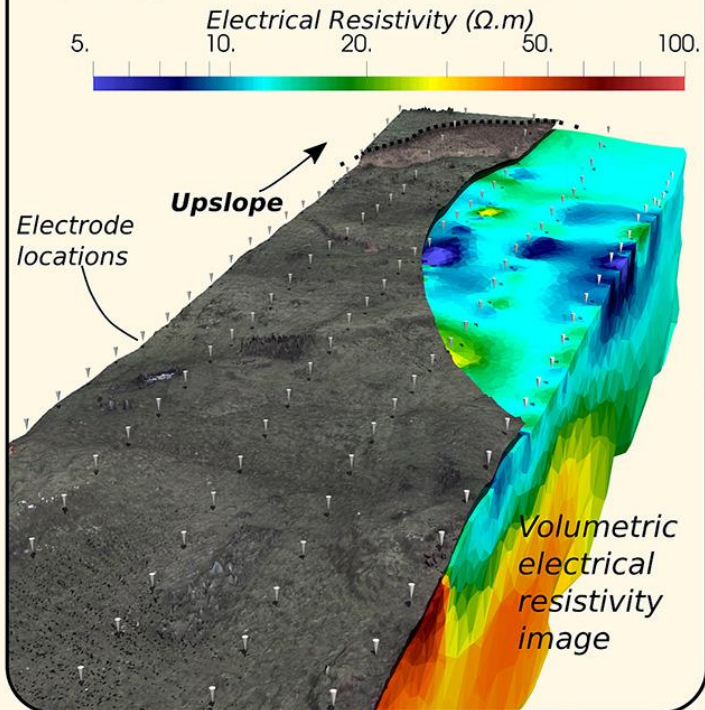 Electrical Resistivity (Ω.m)
5. 10. 20. 50. 100.
Upslope
Electrode
locations
Volumetric
electrical
resistivity
image